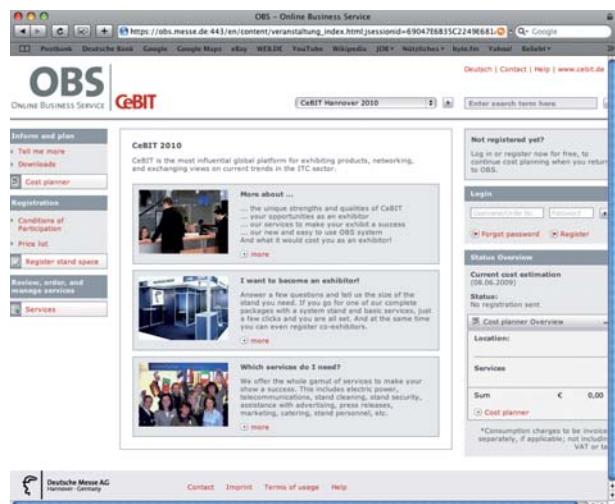 OBS – Online Business Service
https://obs.messe.de:443/en/content/veranstaltung_index.html;jsessionid=69047E6B35C2249E681
Google
Postbank Deutsche Bank Google Google Maps eBay WEB.DE YouTube Wikipedia JOE Nützliches byte.fm Yahoo! Beliebt
OBS
ONLINE BUSINESS SERVICE
CeBIT
Deutsch | Contact | Help | www.cebit.de
CeBIT Hannover 2010
Enter search term here
Inform and plan
Tell me more
Downloads
Cost planner
Registration
Conditions of
Participation
Price list
Register stand space
Review, order, and
manage services
Services
CeBIT 2010
CeBIT is the most influential global platform for exhibiting products, networking,
and exchanging views on current trends in the ITC sector.
More about ...
... the unique strengths and qualities of CeBIT
... your opportunities as an exhibitor
... our services to make your exhibit a success
... our new and easy to use OBS system
And what it would cost you as an exhibitor!
more
I want to become an exhibitor!
Answer a few questions and tell us the size of the
stand you need. If you go for one of our complete
packages with a system stand and basic services, just
a few clicks and you are all set. And at the same time
you can even register co-exhibitors.
more
Which services do I need?
We offer the whole gamut of services to make your
show a success. This includes electric power,
telecommunications, stand cleaning, stand security,
assistance with advertising, press releases,
marketing, catering, stand personnel, etc.
more
Not registered yet?
Log in or register now for free, to
continue cost planning when you return
to OBS.
Login
Username/Order No. Password
Forgot password Register
Status Overview
Current cost estimation
(08.06.2009)
Status:
No registration sent
Cost planner Overview
Location:
Services
Sum € 0,00
Cost planner
*Consumption charges to be invoice
separately, if applicable; not includin
VAT or ta
Deutsche Messe AG
Hannover · Germany
Contact Imprint Terms of usage Help